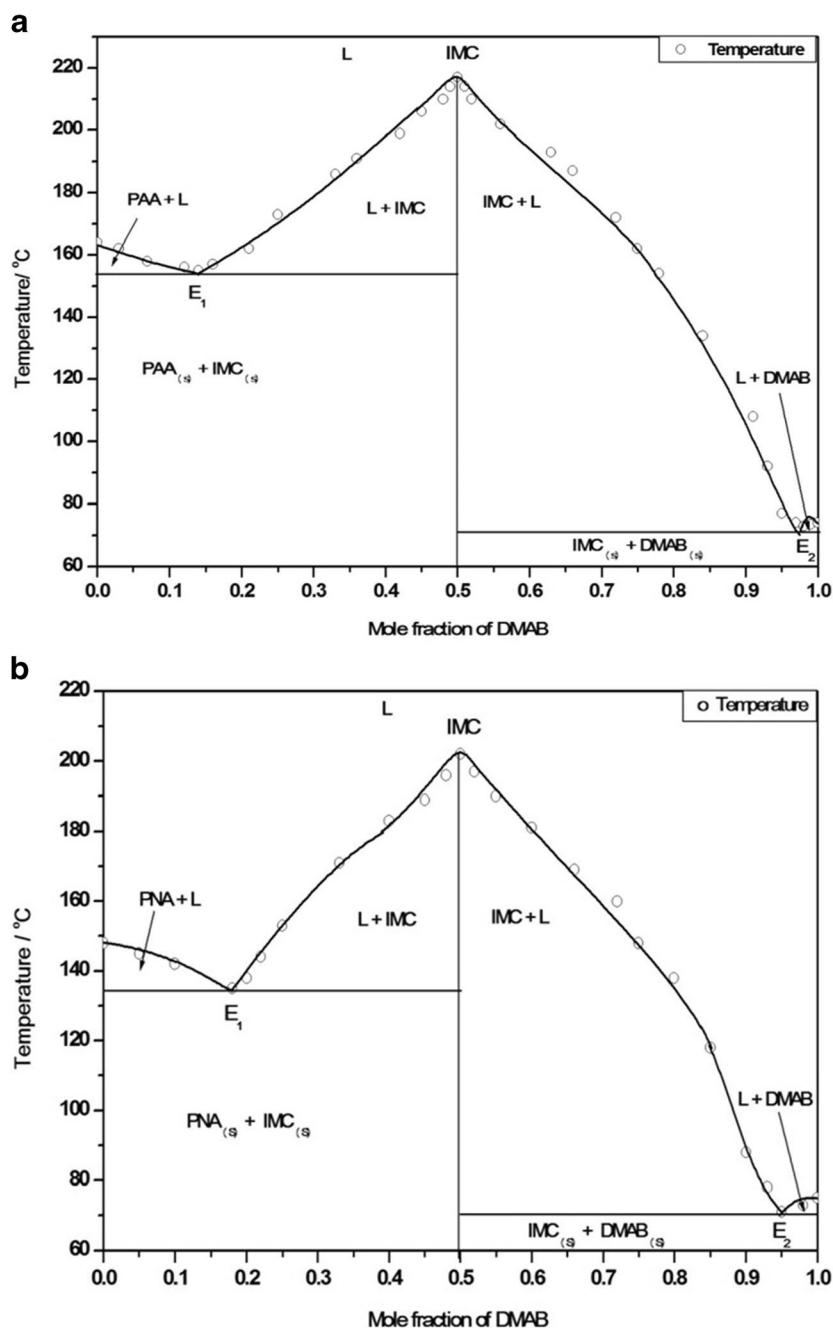 a
L
IMC
Temperature
220
200
180
160
140
120
100
80
60
Temperature/ °C
PAA + L
L + IMC
IMC + L
E1
PAA(s) + IMC(s)
L + DMAB
IMC(s) + DMAB(s)
E2
0.0 0.1 0.2 0.3 0.4 0.5 0.6 0.7 0.8 0.9 1.0
Mole fraction of DMAB
b
L
IMC
Temperature
220
200
180
160
140
120
100
80
60
Temperature / °C
PNA + L
L + IMC
IMC + L
E1
PNA(S) + IMC(S)
L + DMAB
IMC(S) + DMAB(S)
E2
0.0 0.1 0.2 0.3 0.4 0.5 0.6 0.7 0.8 0.9 1.0
Mole fraction of DMAB